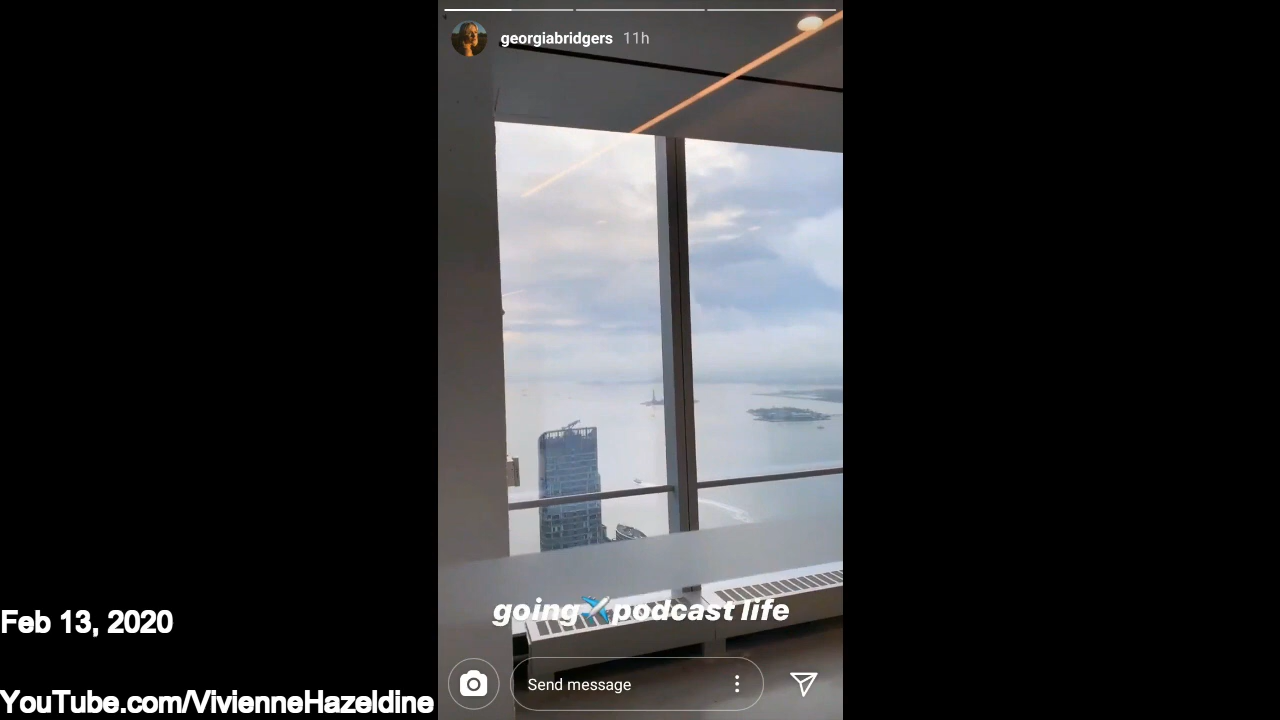 georgiabridgers 11h
going✈️podcast life
Feb 13, 2020
Send message
YouTube.com/VivienneHazeldine